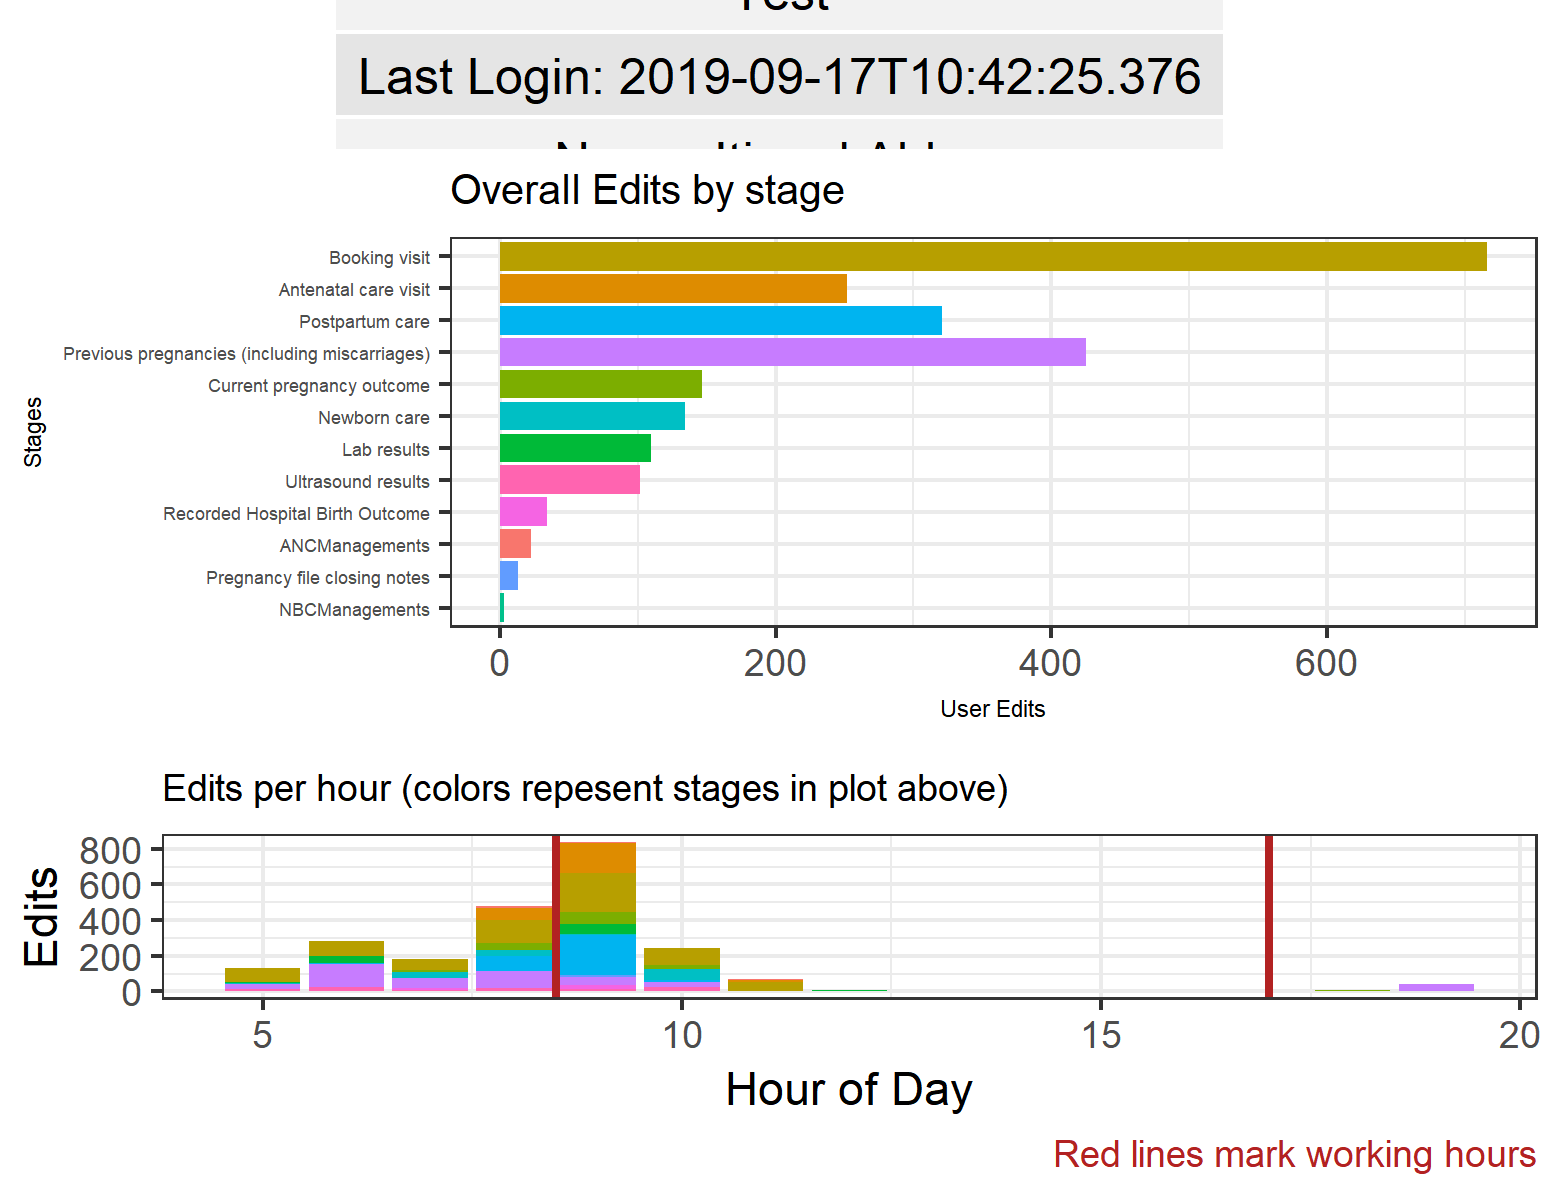 Test
Last Login: 2019-09-17T10:42:25.376
Overall Edits by stage
Booking visit
Antenatal care visit
Postpartum care
Previous pregnancies (including miscarriages)
Current pregnancy outcome
Newborn care
Lab results
Ultrasound results
Recorded Hospital Birth Outcome
ANCManagements
Pregnancy file closing notes
NBCManagements
Stages
0 200 400 600
User Edits
Edits per hour (colors repesent stages in plot above)
800
600
400
200
0
Edits
5 10 15 20
Hour of Day
Red lines mark working hours